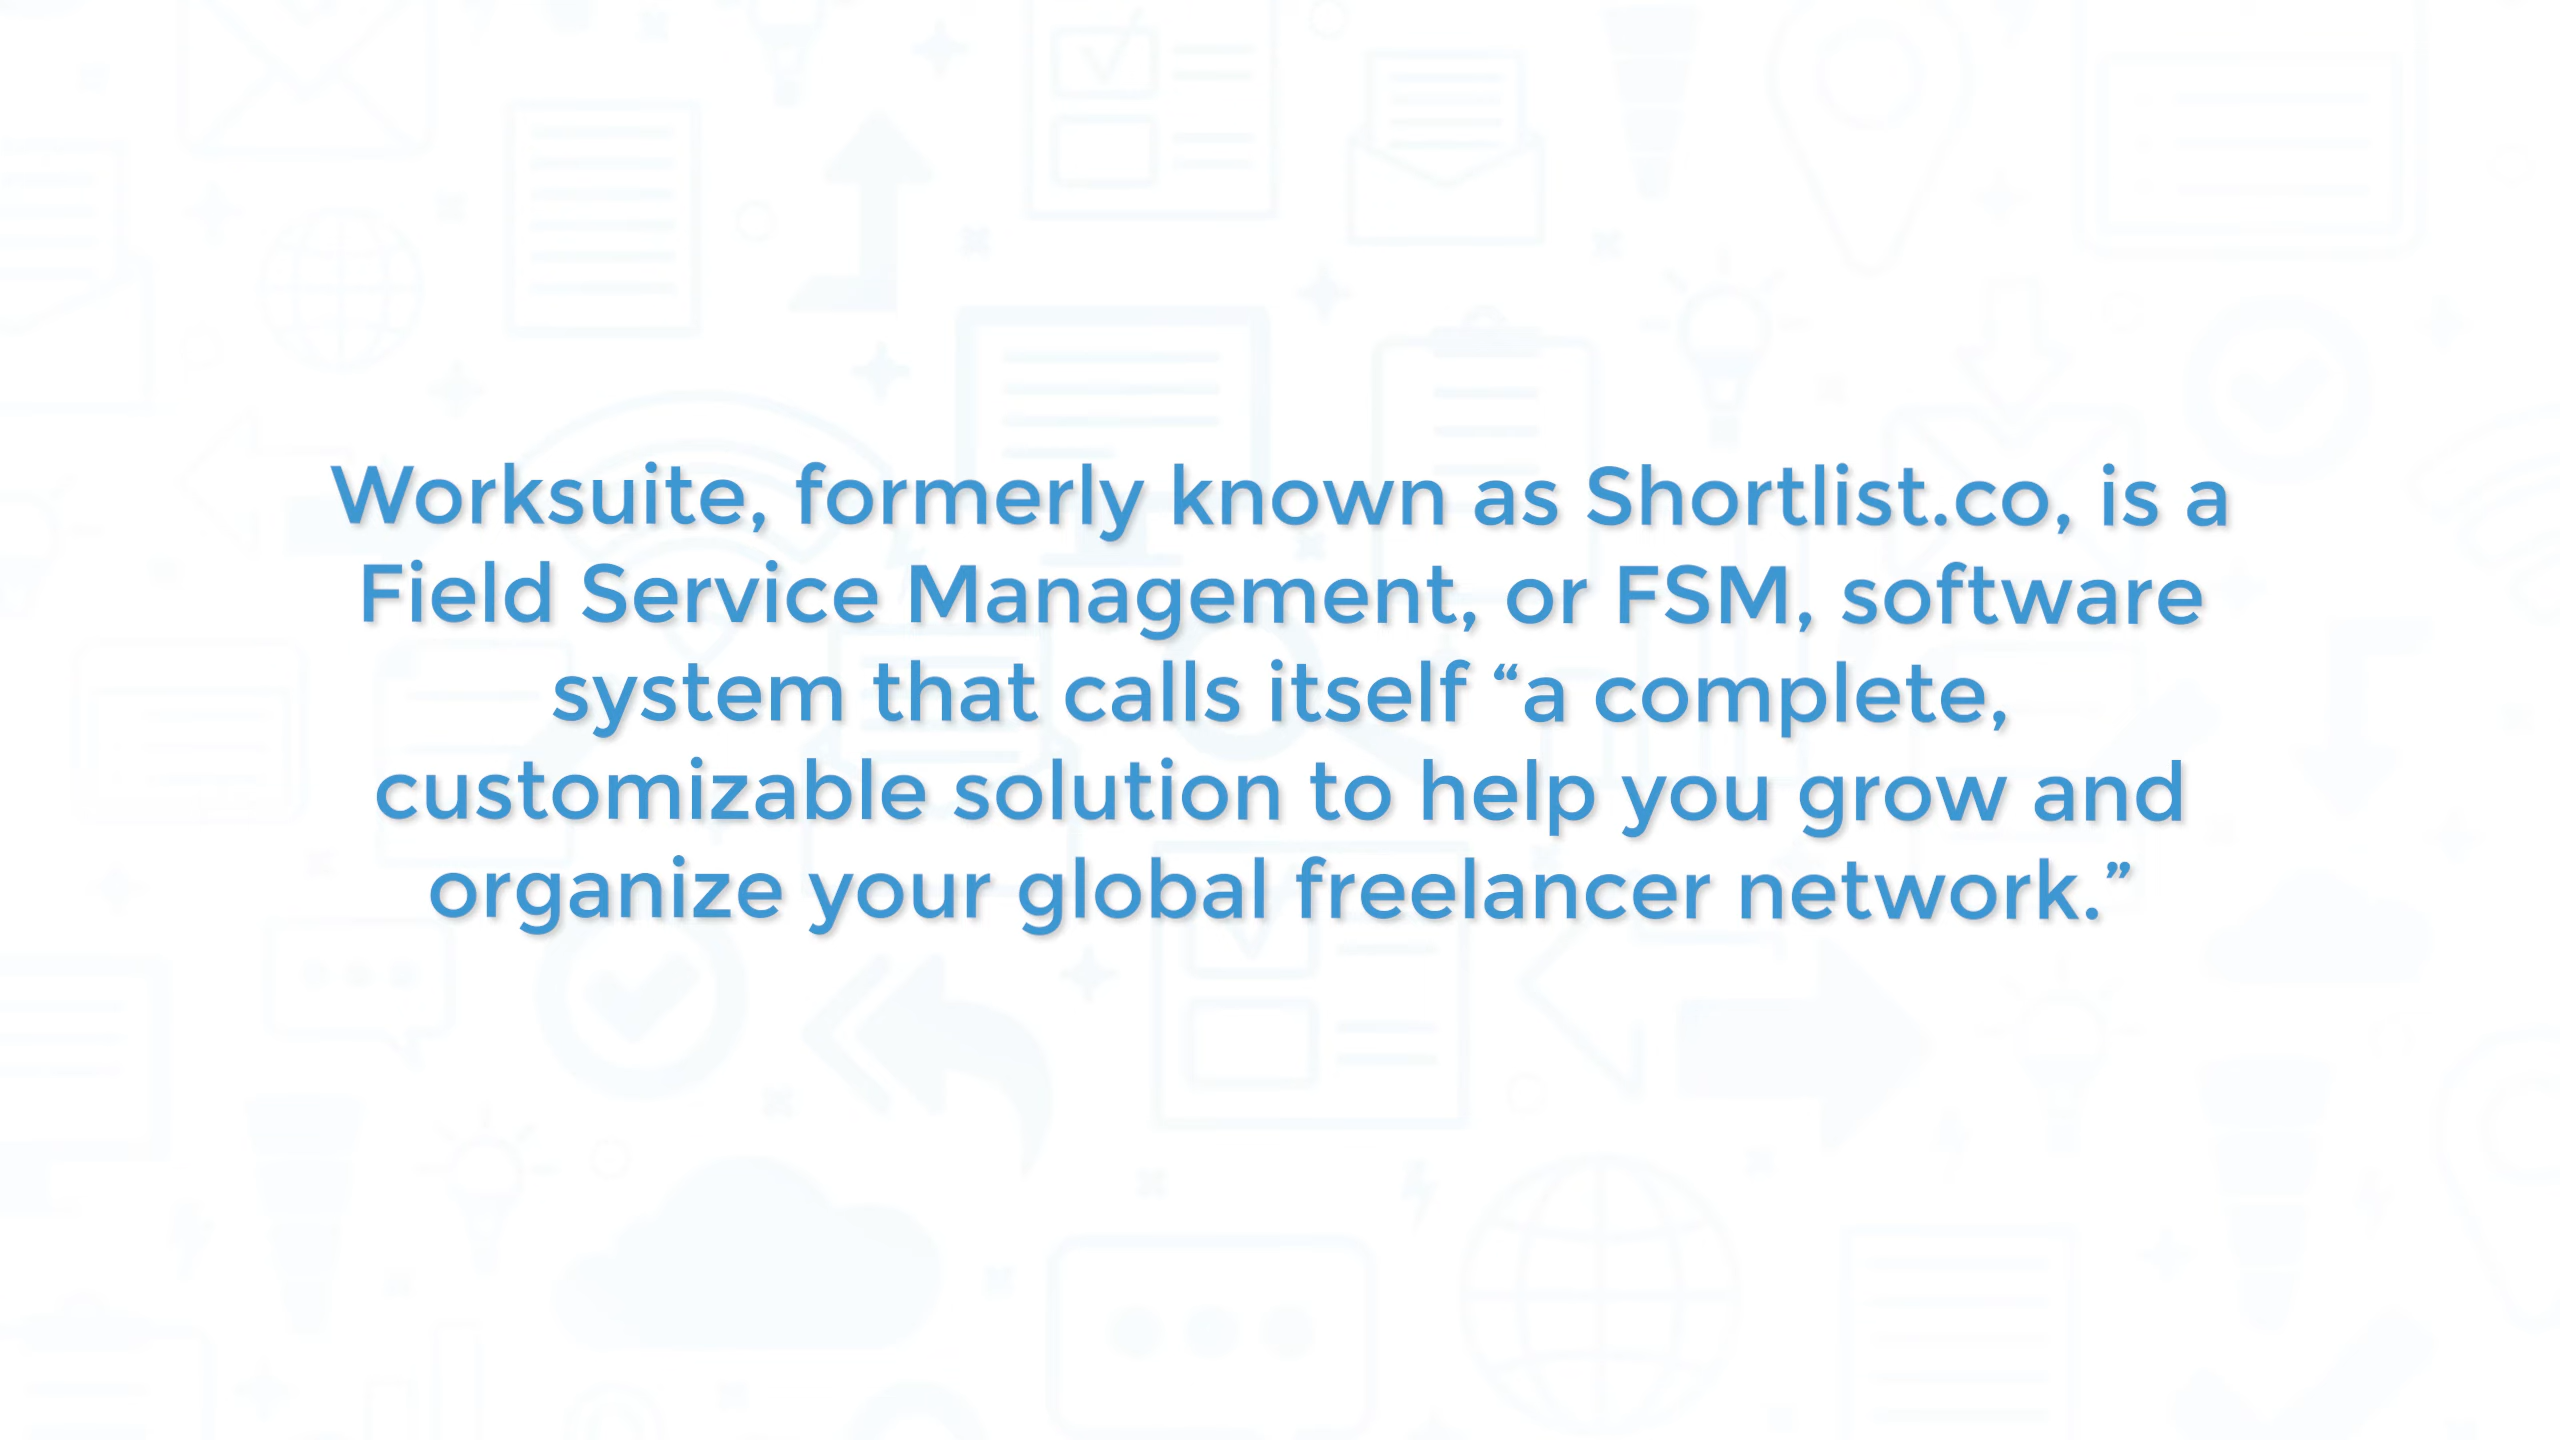 Worksuite, formerly known as Shortlist.co, is a
Field Service Management, or FSM, software
system that calls itself “a complete,
customizable solution to help you grow and
organize your global freelancer network.”